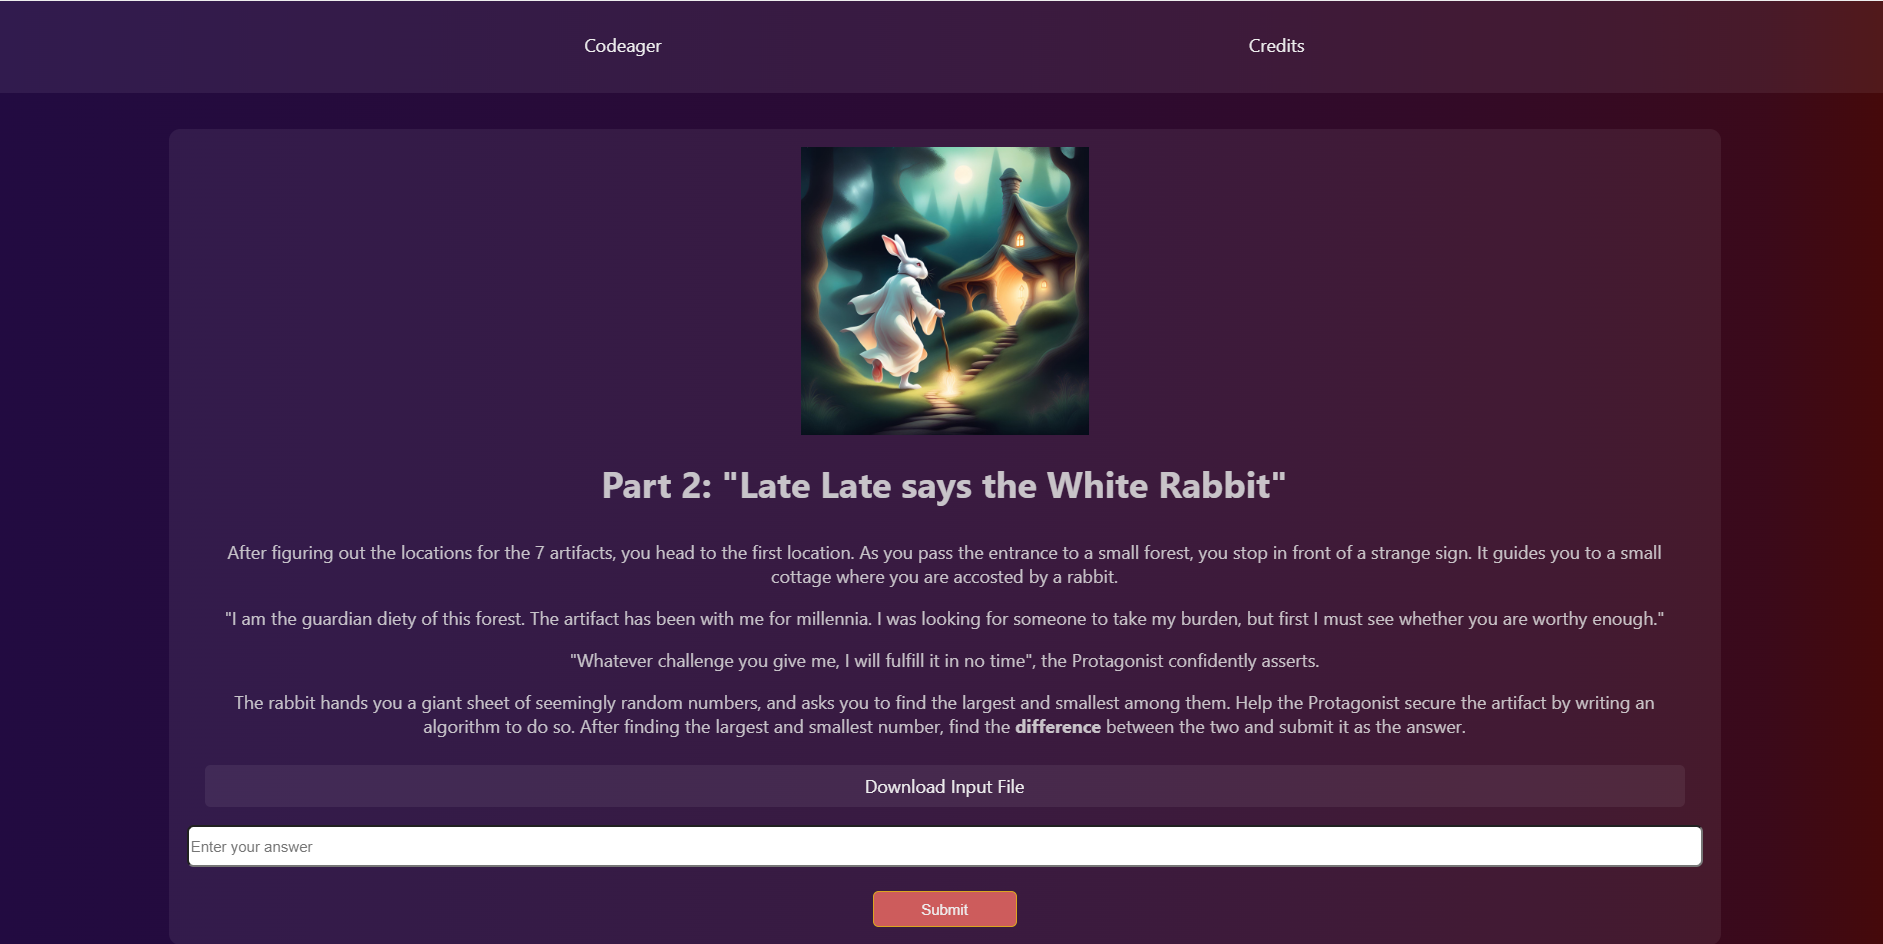 Codeager
Credits
Part 2: "Late Late says the White Rabbit"
After figuring out the locations for the 7 artifacts, you head to the first location. As you pass the entrance to a small forest, you stop in front of a strange sign. It guides you to a small
cottage where you are accosted by a rabbit.
"I am the guardian diety of this forest. The artifact has been with me for millennia. I was looking for someone to take my burden, but first I must see whether you are worthy enough."
"Whatever challenge you give me, I will fulfill it in no time", the Protagonist confidently asserts.
The rabbit hands you a giant sheet of seemingly random numbers, and asks you to find the largest and smallest among them. Help the Protagonist secure the artifact by writing an
algorithm to do so. After finding the largest and smallest number, find the difference between the two and submit it as the answer.
Download Input File
Enter your answer
Submit